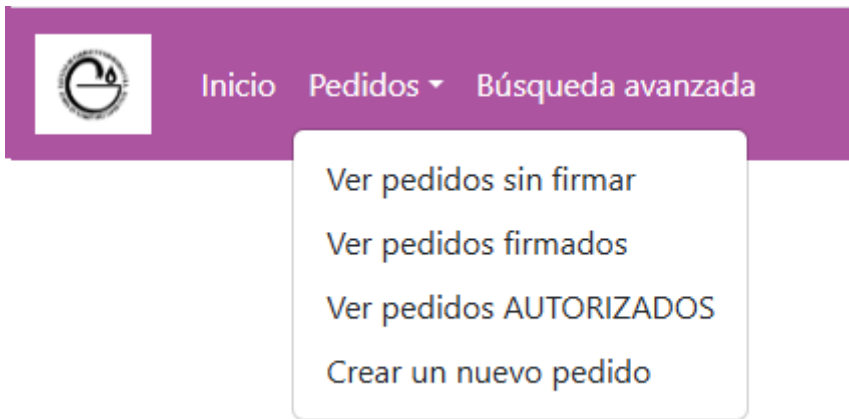 Inicio Pedidos Búsqueda avanzada
Ver pedidos sin firmar
Ver pedidos firmados
Ver pedidos AUTORIZADOS
Crear un nuevo pedido